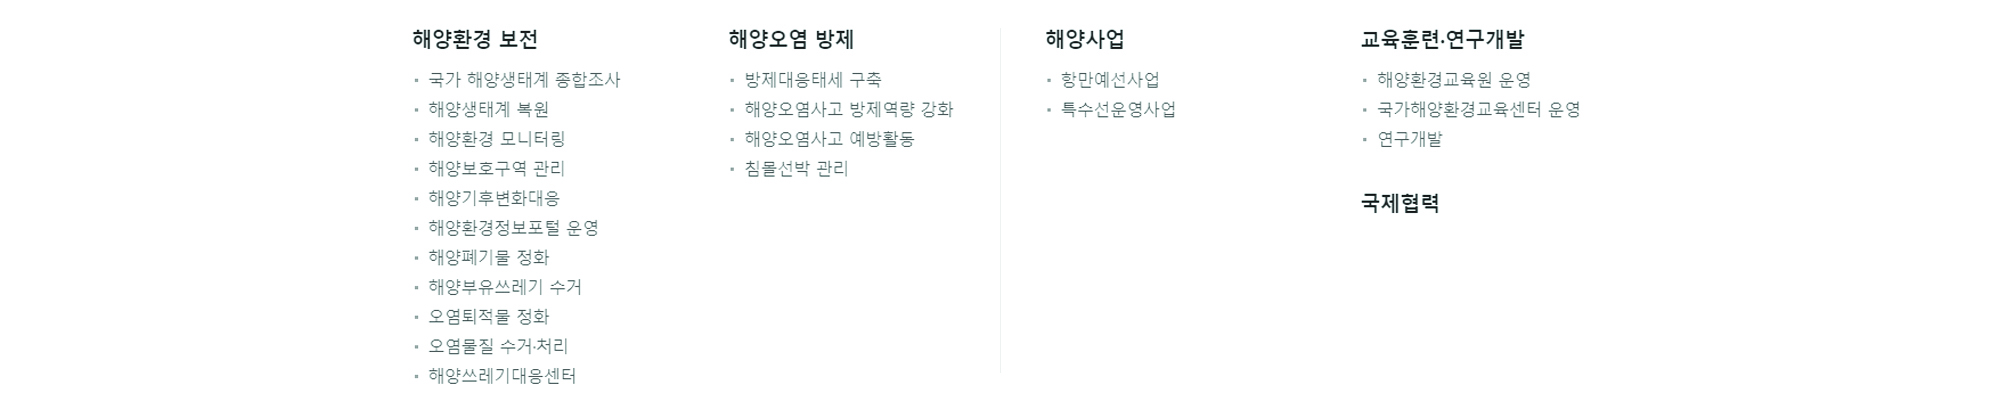 해양환경 보전
국가 해양생태계 종합조사
해양생태계 복원
해양환경 모니터링
해양보호구역 관리
해양기후변화대응
해양환경정보포털 운영
해양폐기물 정화
해양부유쓰레기 수거
오염퇴적물 정화
오염물질 수거·처리
해양쓰레기대응센터
해양오염 방제
방제대응태세 구축
해양오염사고 방제역량 강화
해양오염사고 예방활동
침몰선박 관리
해양사업
항만예선사업
특수선운영사업
교육훈련·연구개발
해양환경교육원 운영
국가해양환경교육센터 운영
연구개발
국제협력